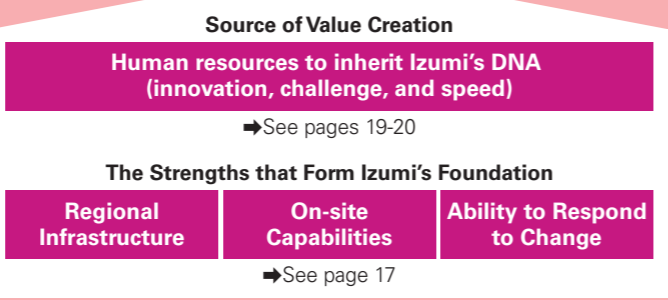 Source of Value Creation
Human resources to inherit Izumi's DNA
(innovation, challenge, and speed)
➡See pages 19-20
The Strengths that Form Izumi's Foundation
Regional
Infrastructure
On-site
Capabilities
Ability to Respond
to Change
➡See page 17